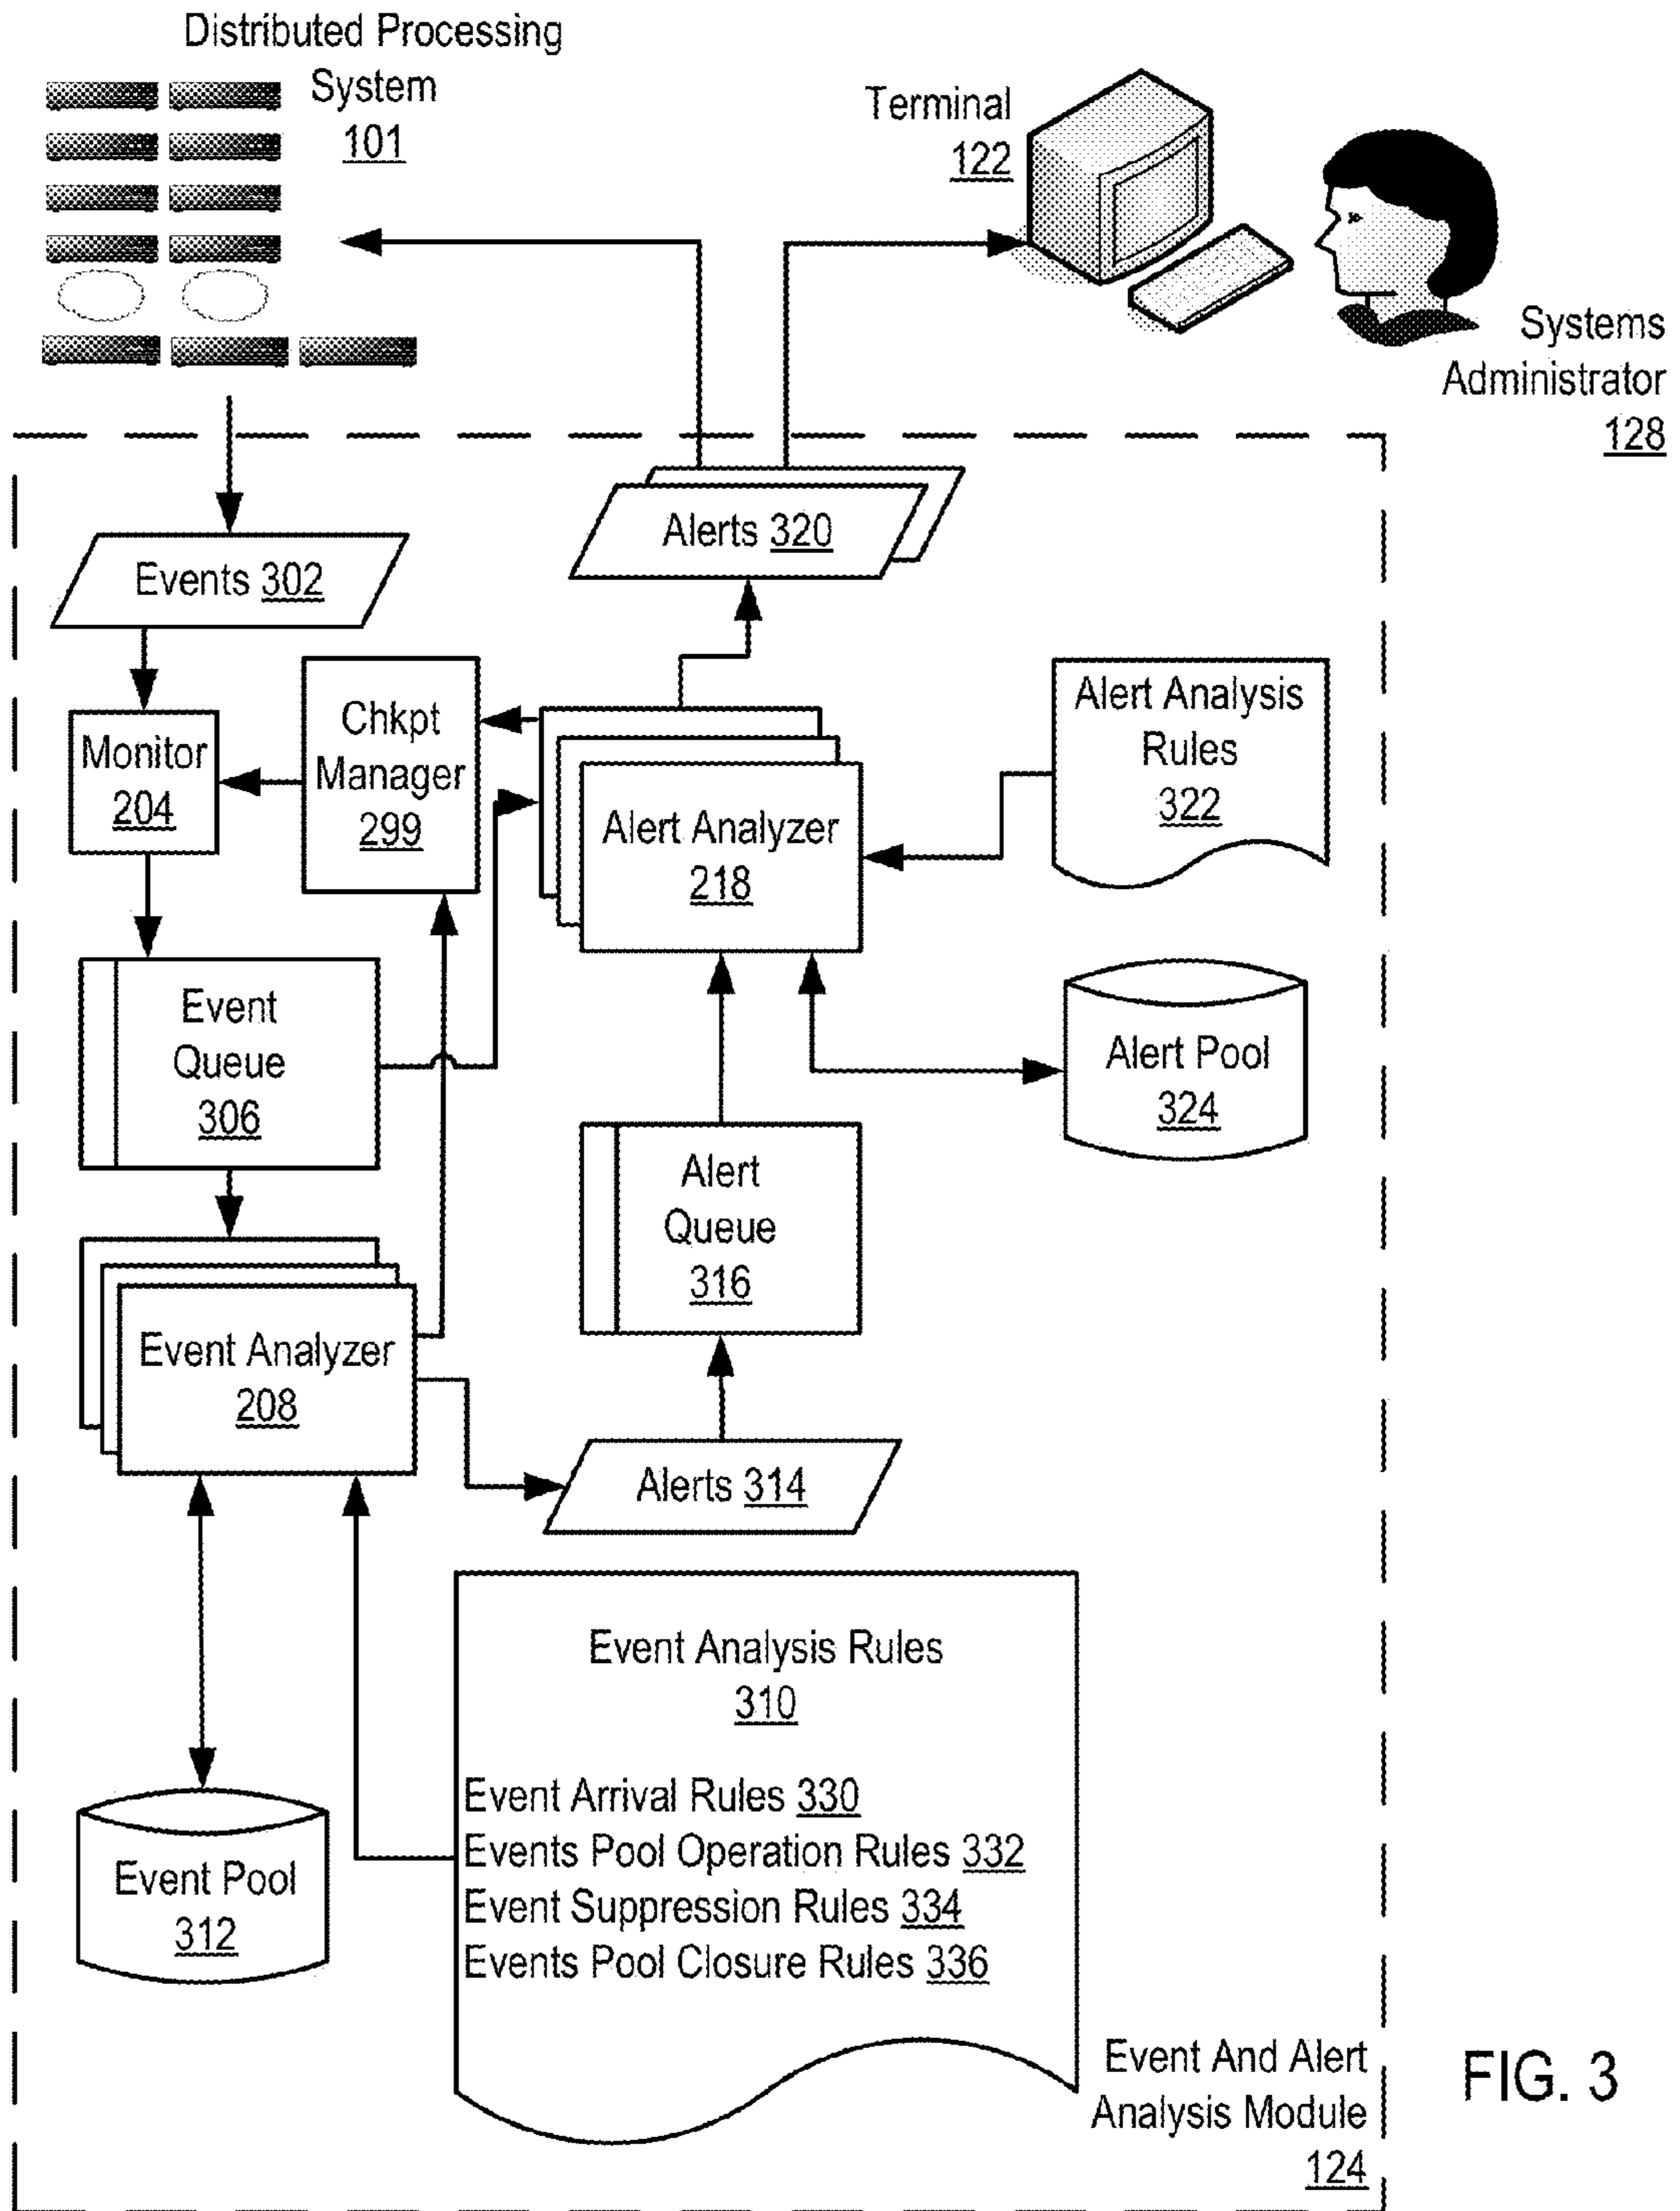 Distributed Processing
System
101
Terminal
122
Systems
Administrator
128
Events 302
Alerts 320
Monitor
204
Chkpt
Manager
299
Alert Analyzer
218
Alert Analysis
Rules
322
Event
Queue
306
Alert Pool
324
Alert
Queue
316
Event Analyzer
208
Alerts 314
Event Analysis Rules
310
Event Arrival Rules 330
Events Pool Operation Rules 332
Event Suppression Rules 334
Events Pool Closure Rules 336
Event Pool
312
Event And Alert
Analysis Module
124
FIG. 3